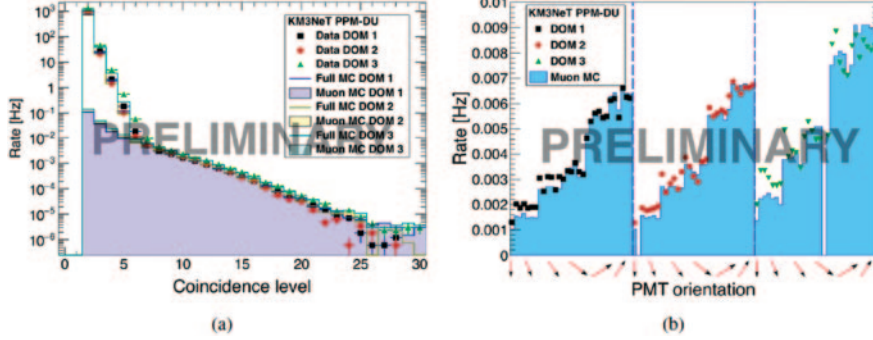 KM3NeT PPM-DU
Data DOM 1
Data DOM 2
Data DOM 3
Full MC DOM 1
Muon MC DOM 1
Full MC DOM 2
Muon MC DOM 2
Full MC DOM 3
Muon MC DOM 3
PRELIMINARY
Rate [Hz]
10³
10²
10
1
10⁻¹
10⁻²
10⁻³
10⁻⁴
10⁻⁵
10⁻⁶
0 5 10 15 20 25 30
Coincidence level
(a)
KM3NeT PPM-DU
DOM 1
DOM 2
DOM 3
Muon MC
PRELIMINARY
Rate [Hz]
0.01
0.009
0.008
0.007
0.006
0.005
0.004
0.003
0.002
0.001
0
PMT orientation
(b)